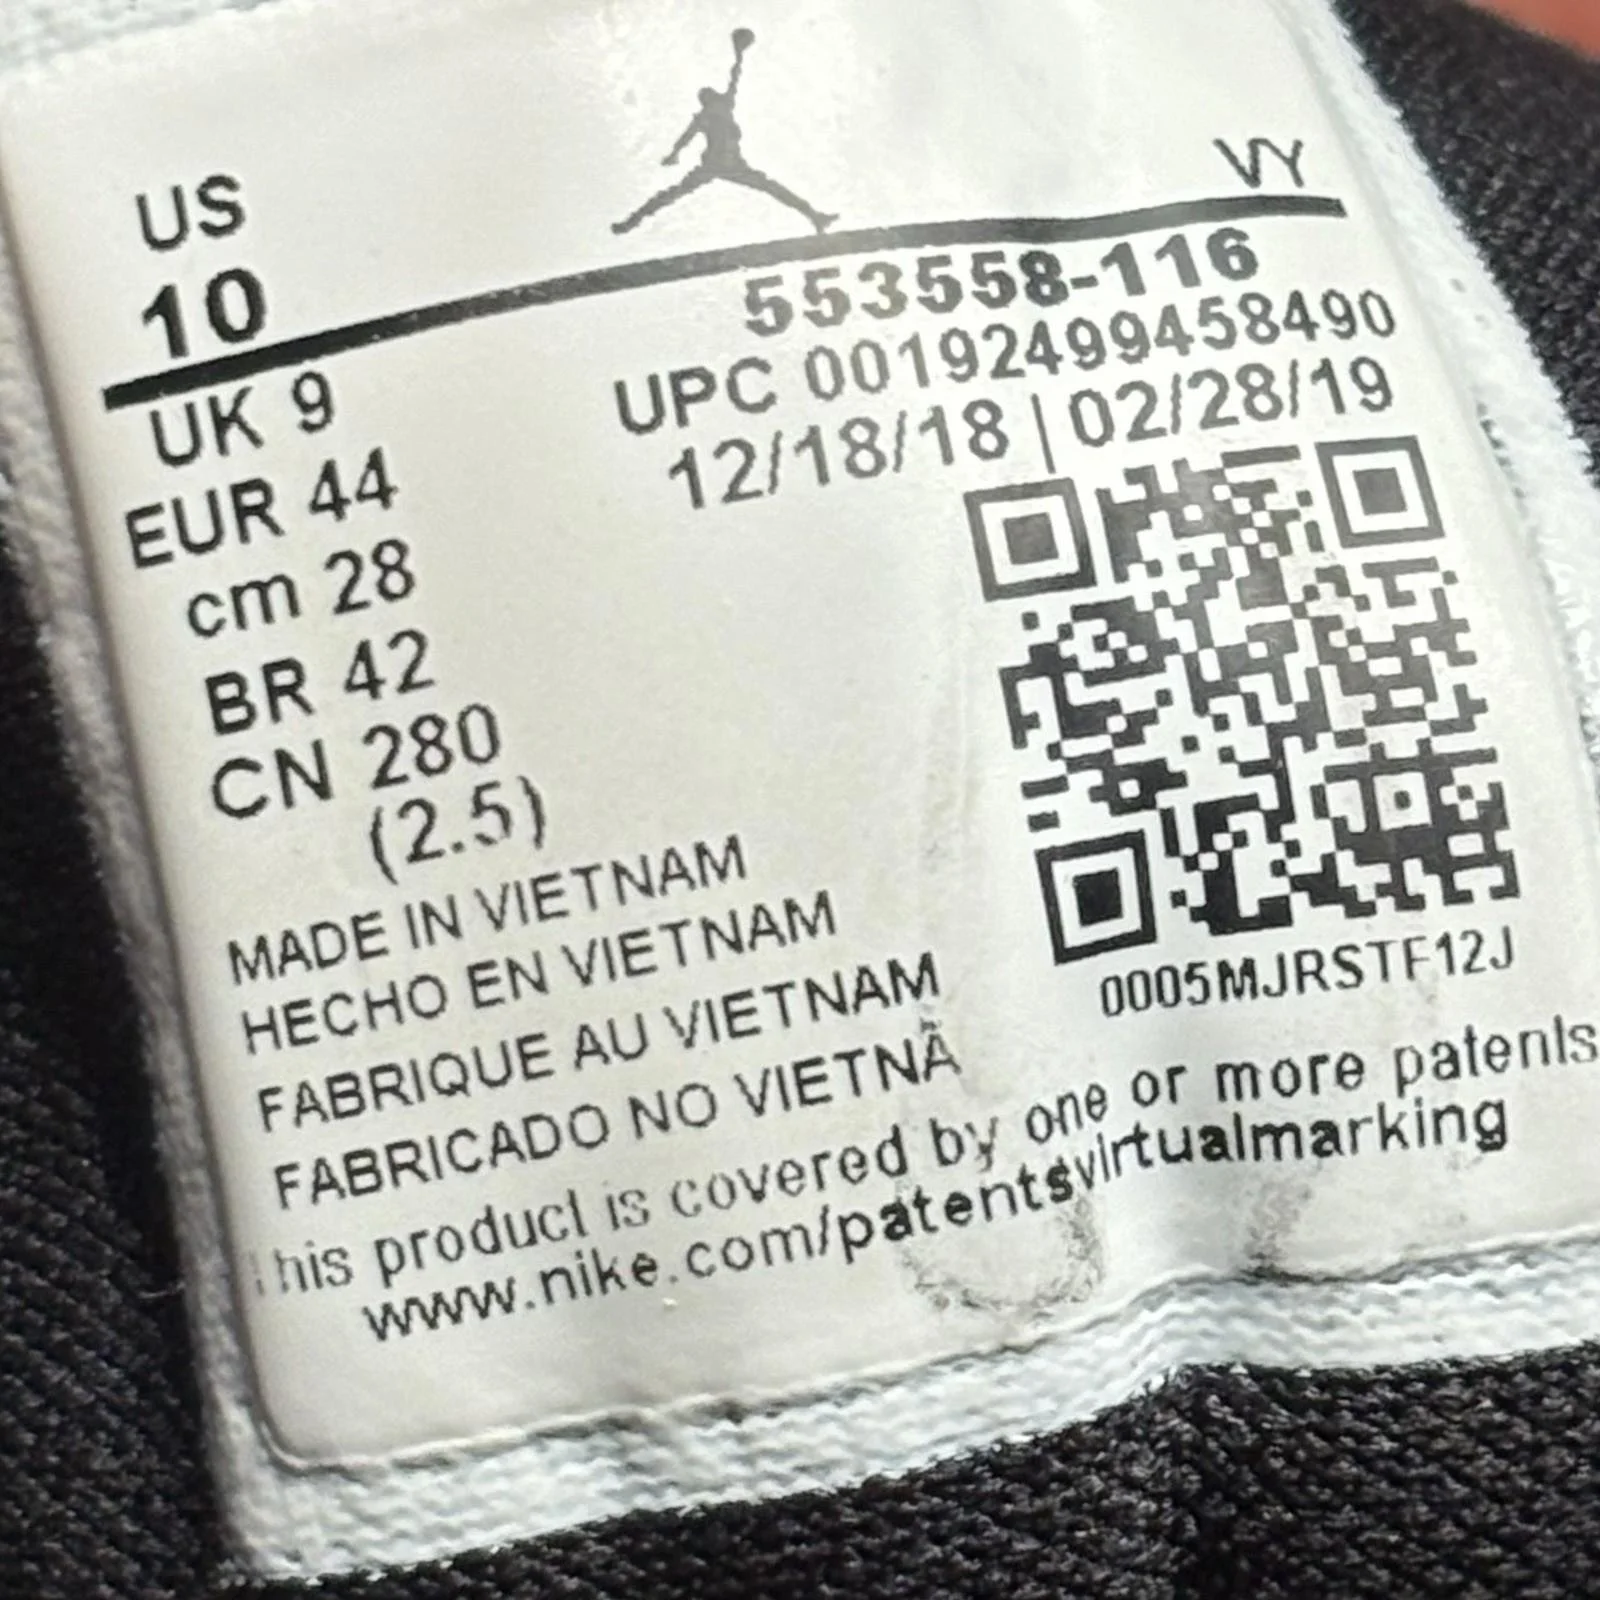 US
VY
10
553558-116
UK 9
UPC 00192499458490
EUR 44
12/18/18 | 02/28/19
cm 28
BR 42
CN 280
(2.5)
MADE IN VIETNAM
HECHO EN VIETNAM
FABRIQUE AU VIETNAM
FABRICADO NO VIETNÃ
0005MJRSTF12J
This product is covered by one or more patents
www.nike.com/patentsvirtualmarking